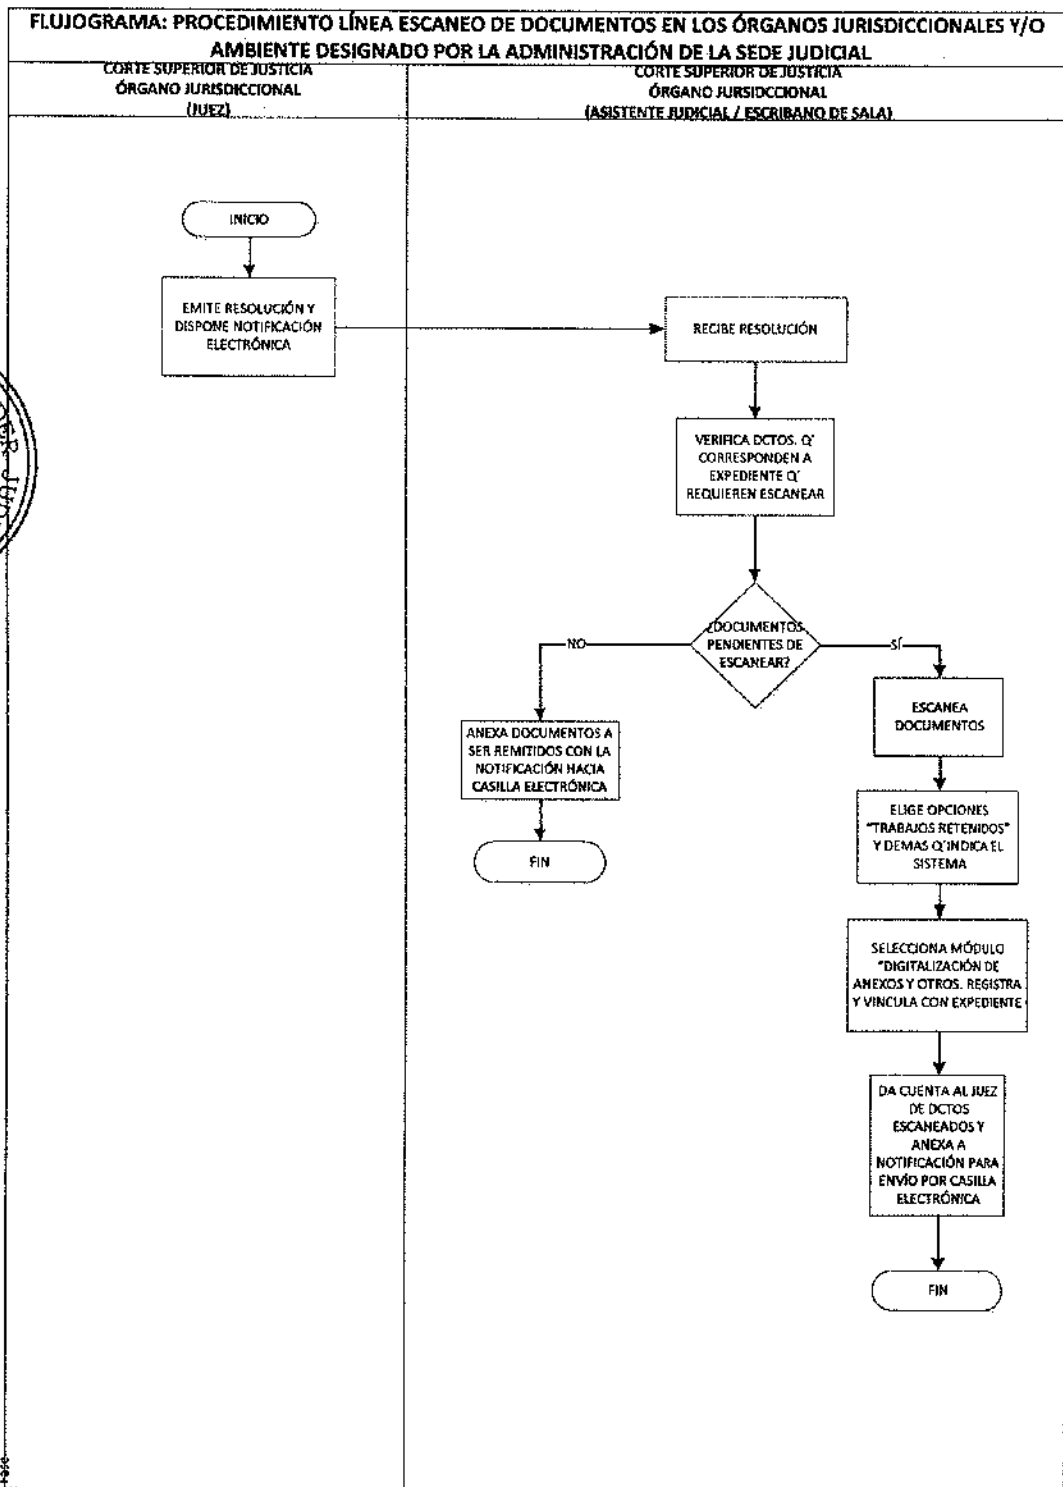 FLUJOGRAMA: PROCEDIMIENTO LÍNEA ESCANEO DE DOCUMENTOS EN LOS ÓRGANOS JURISDICCIONALES Y/O
AMBIENTE DESIGNADO POR LA ADMINISTRACIÓN DE LA SEDE JUDICIAL
CORTE SUPERIOR DE JUSTICIA
ÓRGANO JURISDICCIONAL
(JUEZ)
CORTE SUPERIOR DE JUSTICIA
ÓRGANO JURSIDCCIONAL
(ASISTENTE JUDICIAL / ESCRIBANO DE SALA)
INICIO
EMITE RESOLUCIÓN Y
DISPONE NOTIFICACIÓN
ELECTRÓNICA
RECIBE RESOLUCIÓN
VERIFICA DCTOS. Q'
CORRESPONDEN A
EXPEDIENTE Q'
REQUIEREN ESCANEAR
¿DOCUMENTOS
PENDIENTES DE
ESCANEAR?
NO
SÍ
ANEXA DOCUMENTOS A
SER REMITIDOS CON LA
NOTIFICACIÓN HACIA
CASILLA ELECTRÓNICA
FIN
ESCANEA
DOCUMENTOS
ELIGE OPCIONES
"TRABAJOS RETENIDOS"
Y DEMAS Q'INDICA EL
SISTEMA
SELECCIONA MÓDULO
"DIGITALIZACIÓN DE
ANEXOS Y OTROS. REGISTRA
Y VINCULA CON EXPEDIENTE
DA CUENTA AL JUEZ
DE DCTOS
ESCANEADOS Y
ANEXA A
NOTIFICACIÓN PARA
ENVÍO POR CASILLA
ELECTRÓNICA
FIN
Fase